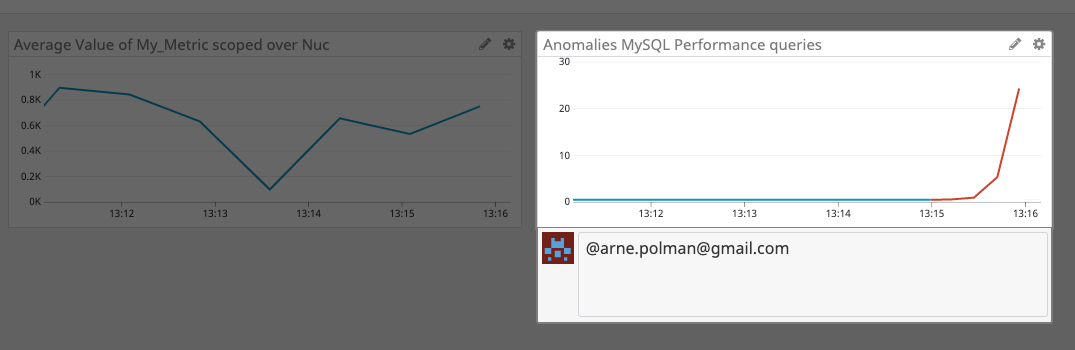 Average Value of My_Metric scoped over Nuc
1K
0.8K
0.6K
0.4K
0.2K
0K
13:12 13:13 13:14 13:15 13:16
Anomalies MySQL Performance queries
30
20
10
0
13:12 13:13 13:14 13:15 13:16
@arne.polman@gmail.com